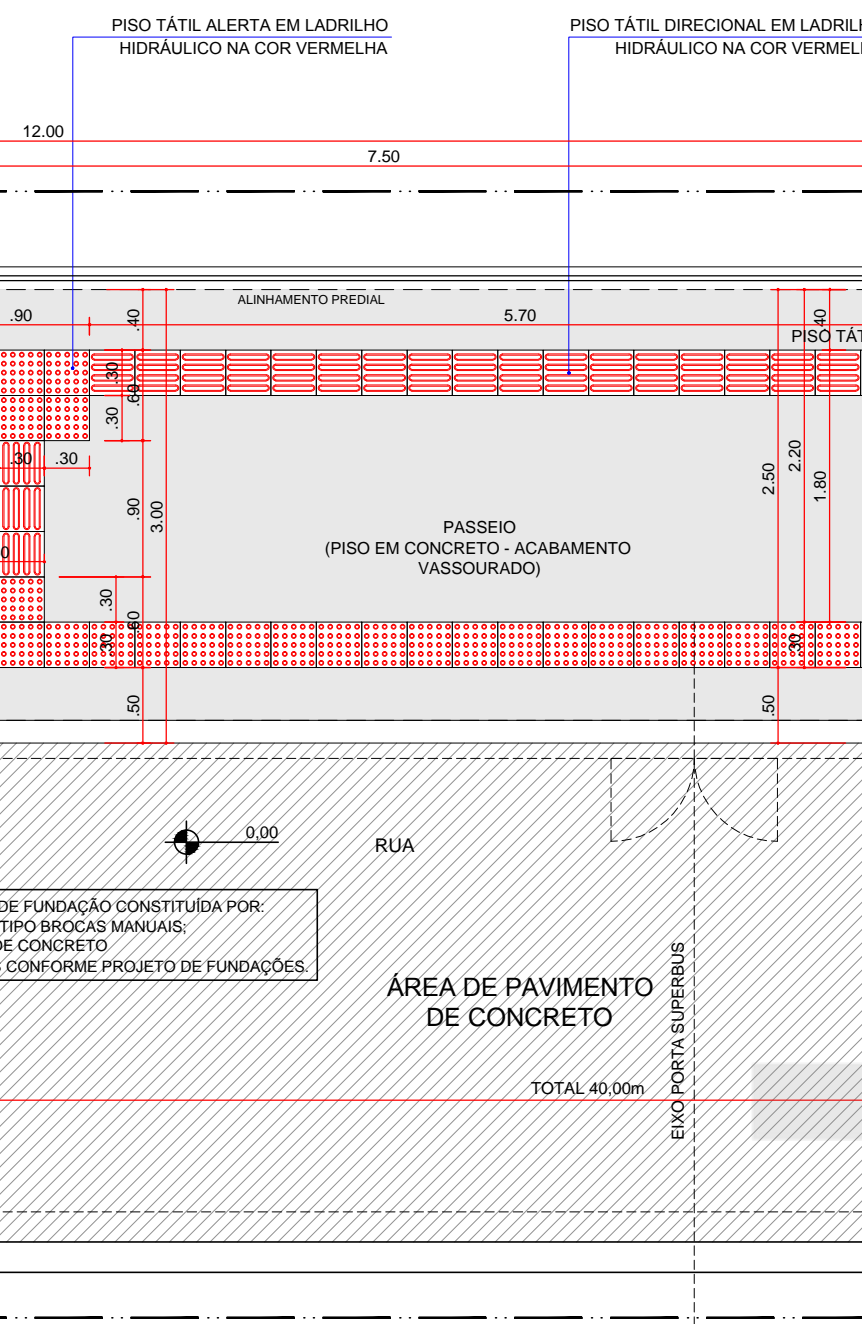 PISO TÁTIL ALERTA EM LADRILHO
HIDRÁULICO NA COR VERMELHA
PISO TÁTIL DIRECIONAL EM LADRILH
HIDRÁULICO NA COR VERMEL
12.00
7.50
ALINHAMENTO PREDIAL
.90
.40
5.70
.40
PISO TÁT
.30
.60
.30
.30
.30
.90
3.00
2.50
2.20
1.80
PASSEIO
(PISO EM CONCRETO - ACABAMENTO
VASSOURADO)
0
.30
.60
.30
.30
.50
.50
0,00
RUA
DE FUNDAÇÃO CONSTITUÍDA POR:
TIPO BROCAS MANUAIS;
DE CONCRETO
S CONFORME PROJETO DE FUNDAÇÕES.
ÁREA DE PAVIMENTO
DE CONCRETO
EIXO PORTA SUPERBUS
TOTAL 40,00m